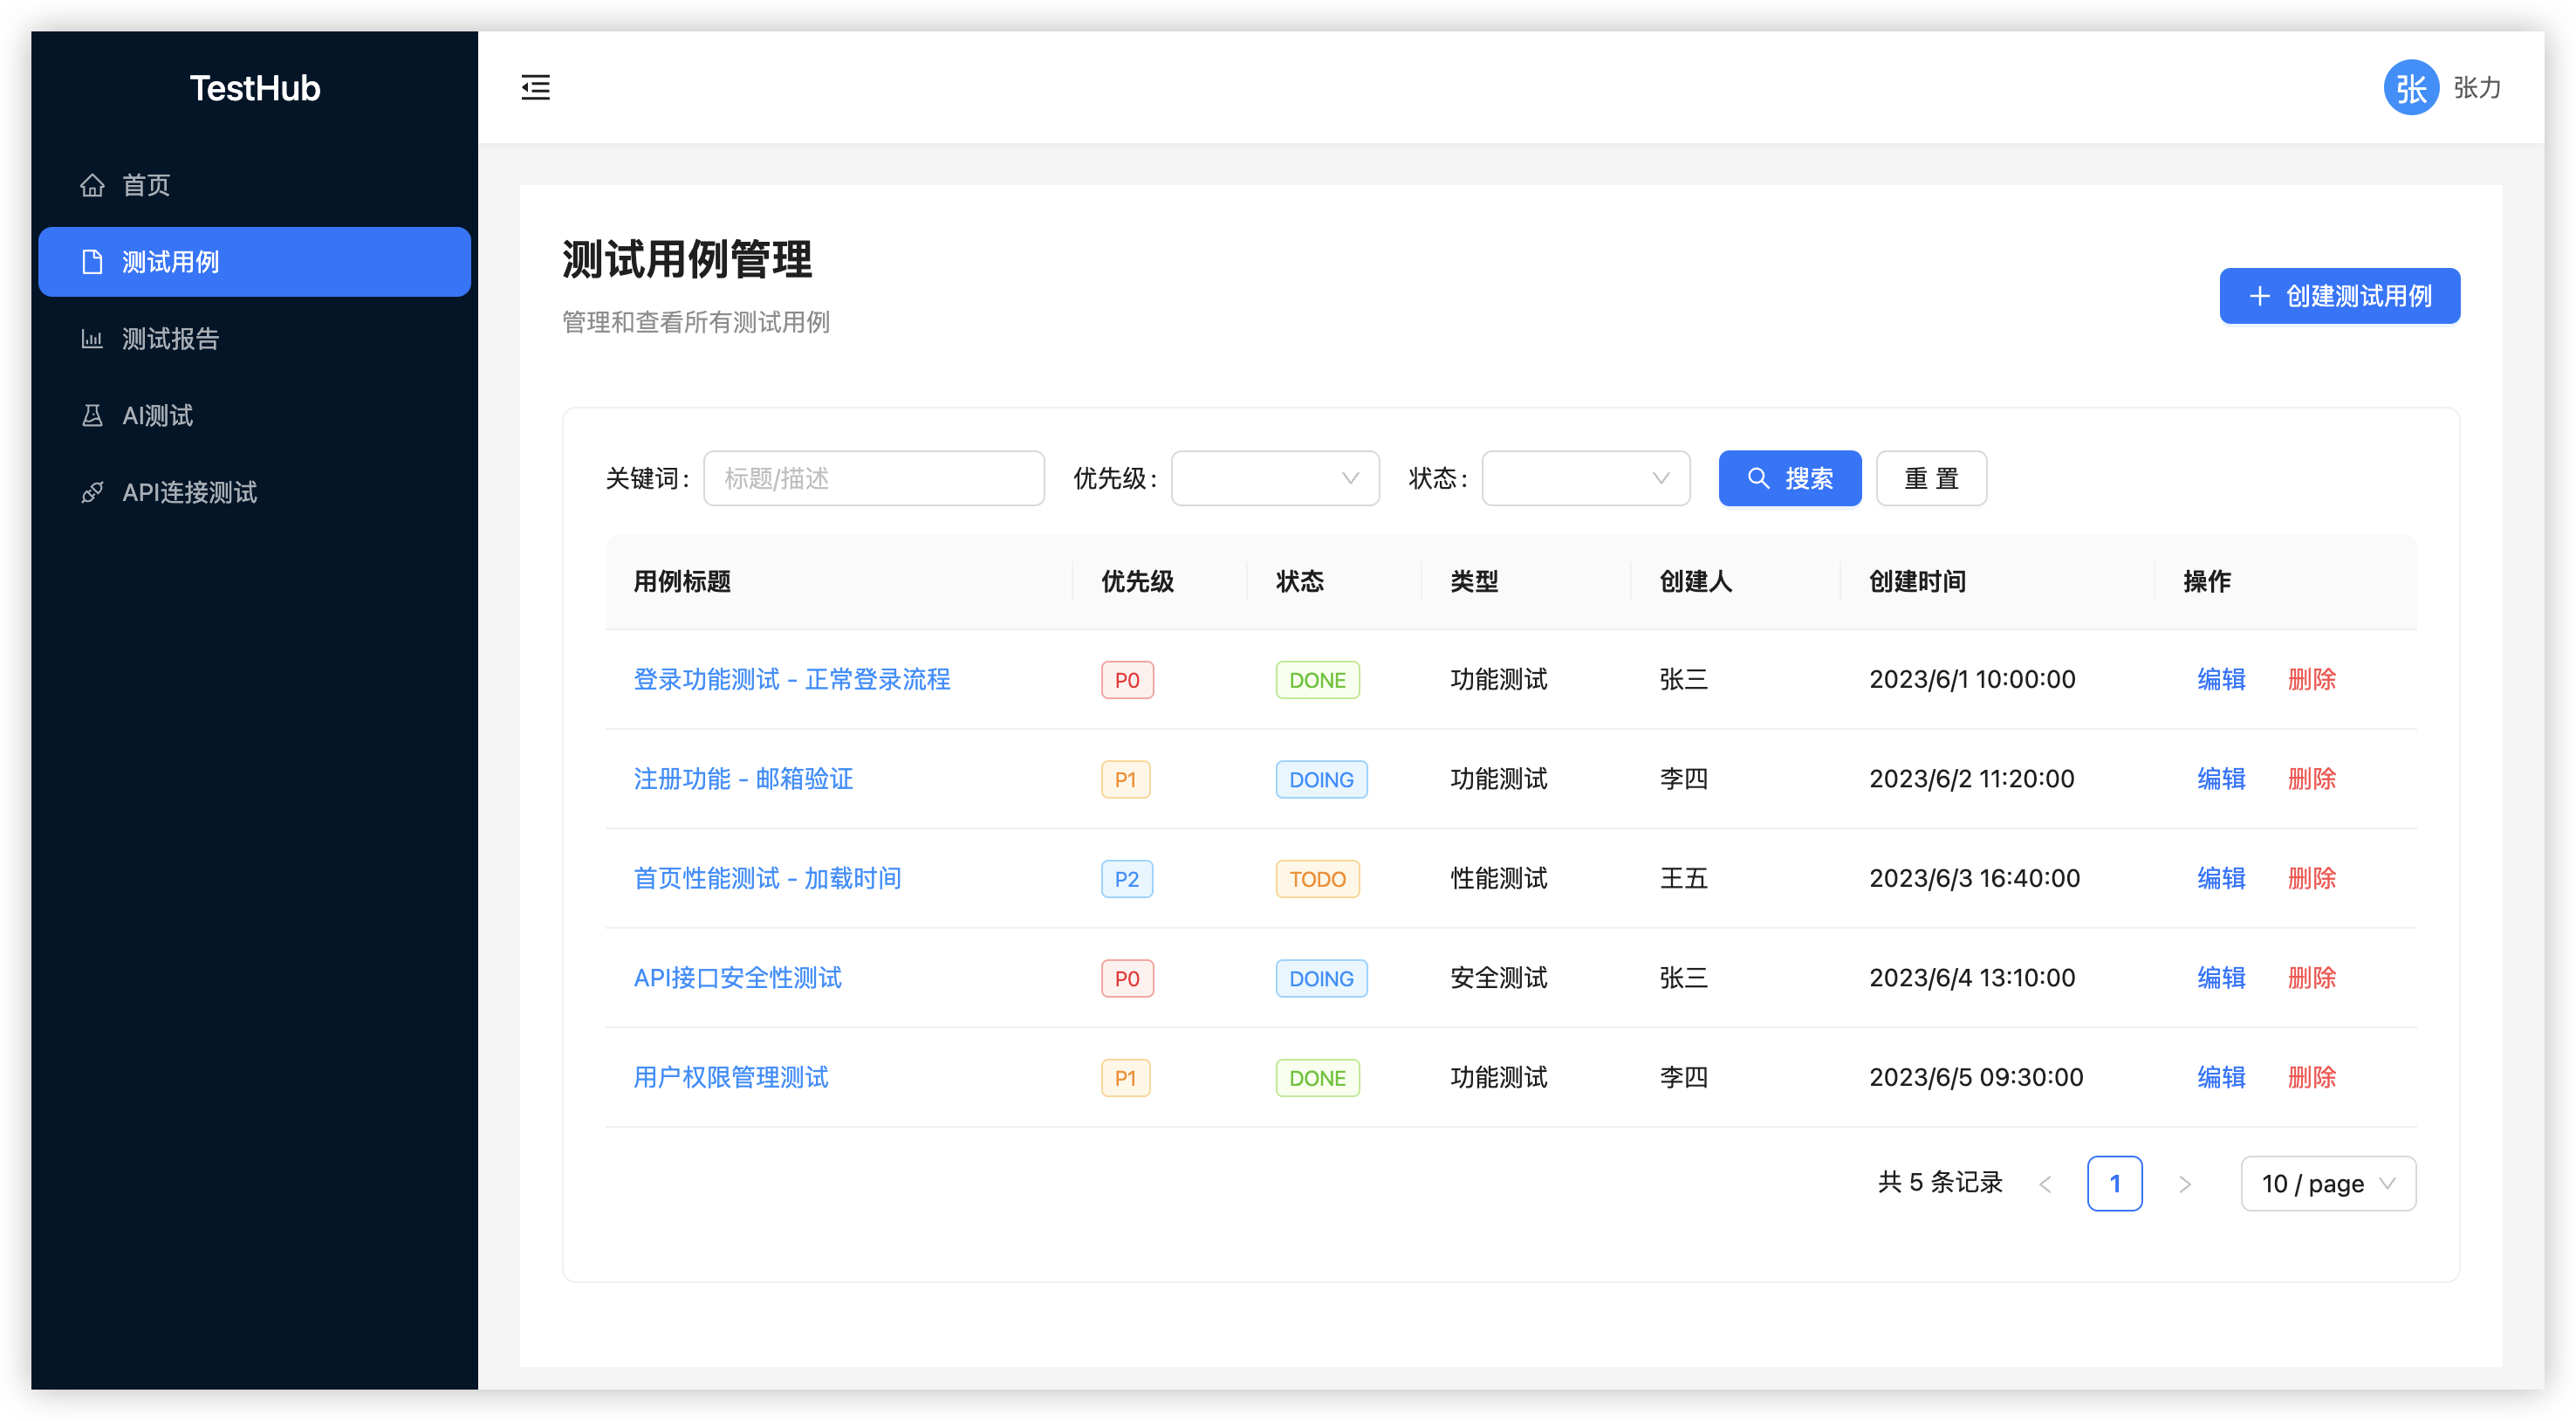 TestHub
张 张力
首页
测试用例
测试报告
AI测试
API连接测试
测试用例管理
管理和查看所有测试用例
创建测试用例
关键词: 标题/描述 优先级: 状态: 搜索 重 置
用例标题 优先级 状态 类型 创建人 创建时间 操作
登录功能测试 - 正常登录流程 P0 DONE 功能测试 张三 2023/6/1 10:00:00 编辑 删除
注册功能 - 邮箱验证 P1 DOING 功能测试 李四 2023/6/2 11:20:00 编辑 删除
首页性能测试 - 加载时间 P2 TODO 性能测试 王五 2023/6/3 16:40:00 编辑 删除
API接口安全性测试 P0 DOING 安全测试 张三 2023/6/4 13:10:00 编辑 删除
用户权限管理测试 P1 DONE 功能测试 李四 2023/6/5 09:30:00 编辑 删除
共 5 条记录 < 1 > 10 / page